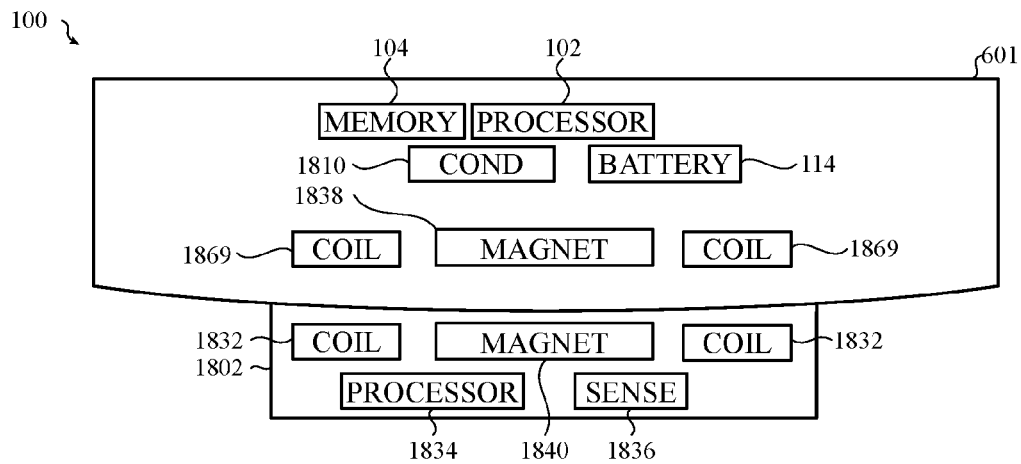 100
104 102
601
MEMORY PROCESSOR
1810 COND BATTERY 114
1838
1869 COIL MAGNET COIL 1869
1832 COIL MAGNET COIL 1832
1802
PROCESSOR SENSE
1834 1840 1836